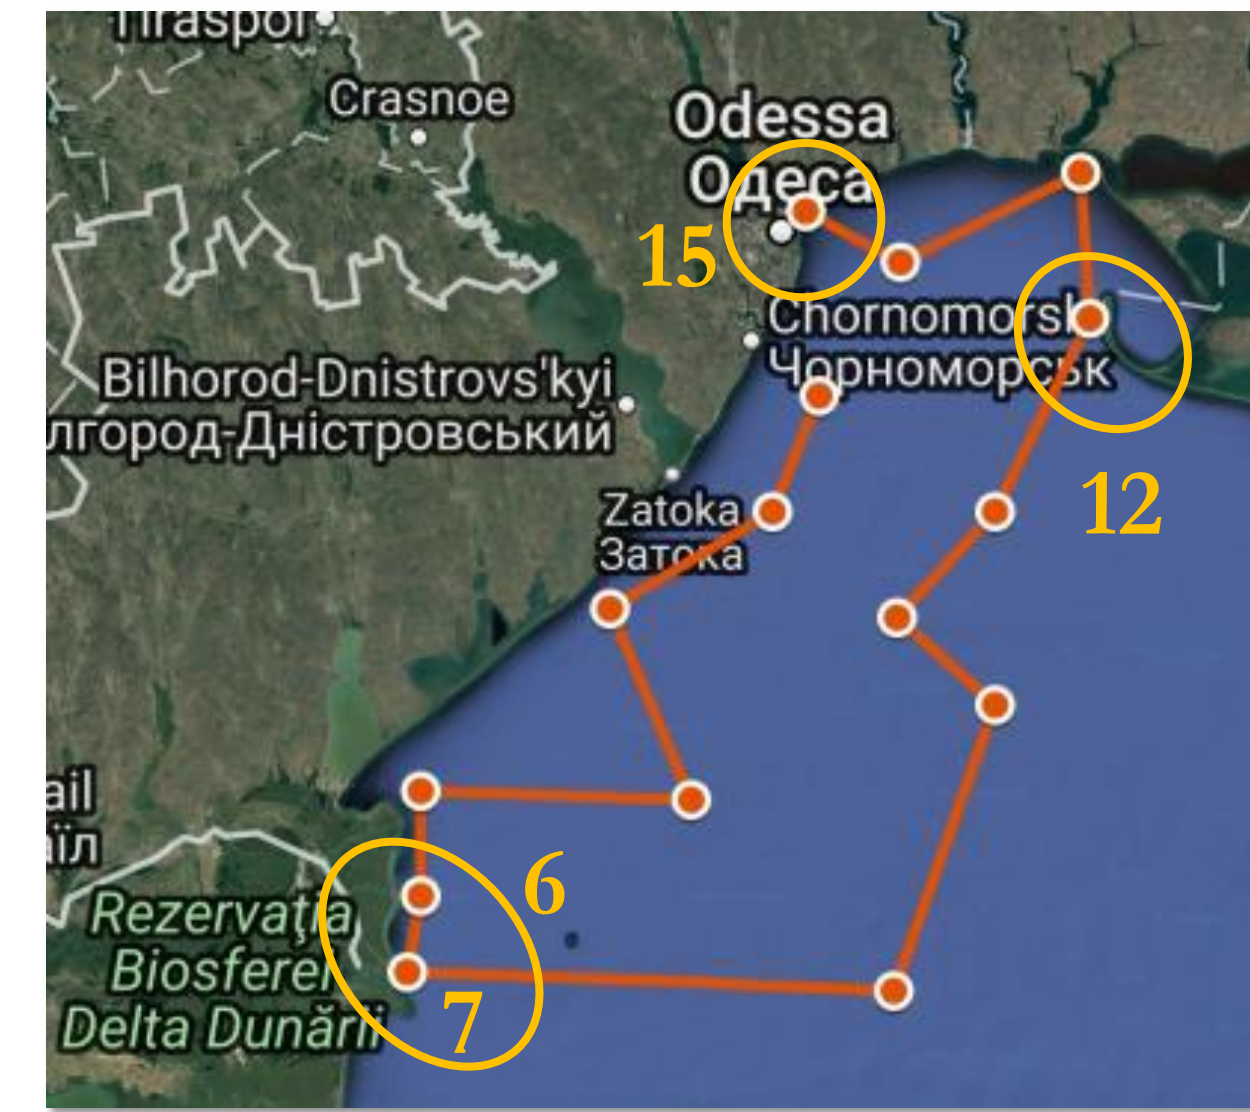 Tiraspol
Crasnoe
Odessa
Одеса
15
Chornomorsk
Чорноморськ
Bilhorod-Dnistrovs'kyi
лгород-Дністровський
12
Zatoka
Затока
ail
аїл
6
Rezervația
Biosferei
Delta Dunării
7